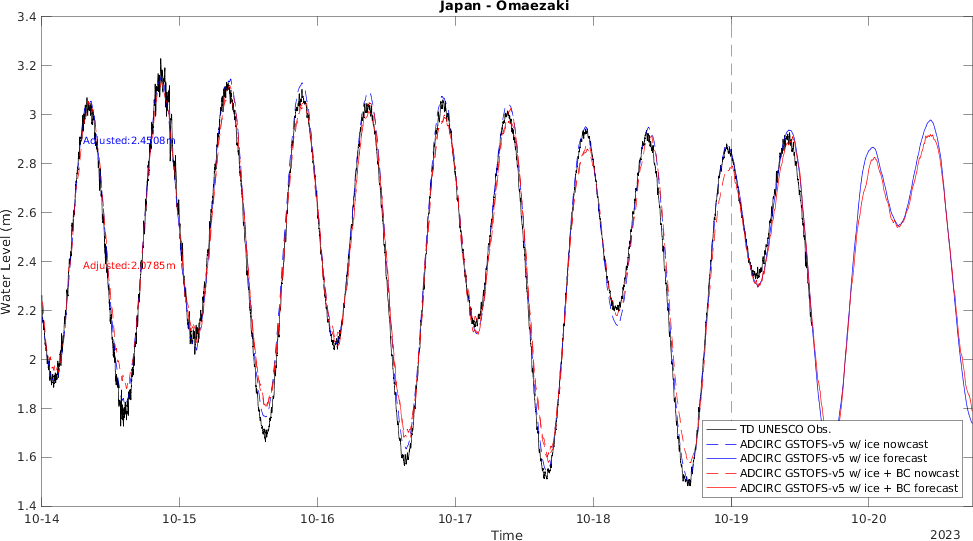 Japan - Omaezaki
Water Level (m)
3.4
3.2
3
2.8
2.6
2.4
2.2
2
1.8
1.6
1.4
Adjusted:2.4508m
Adjusted:2.0785m
TD UNESCO Obs.
ADCIRC GSTOFS-v5 w/ ice nowcast
ADCIRC GSTOFS-v5 w/ ice forecast
ADCIRC GSTOFS-v5 w/ ice + BC nowcast
ADCIRC GSTOFS-v5 w/ ice + BC forecast
10-14 10-15 10-16 10-17 10-18 10-19 10-20
Time
2023